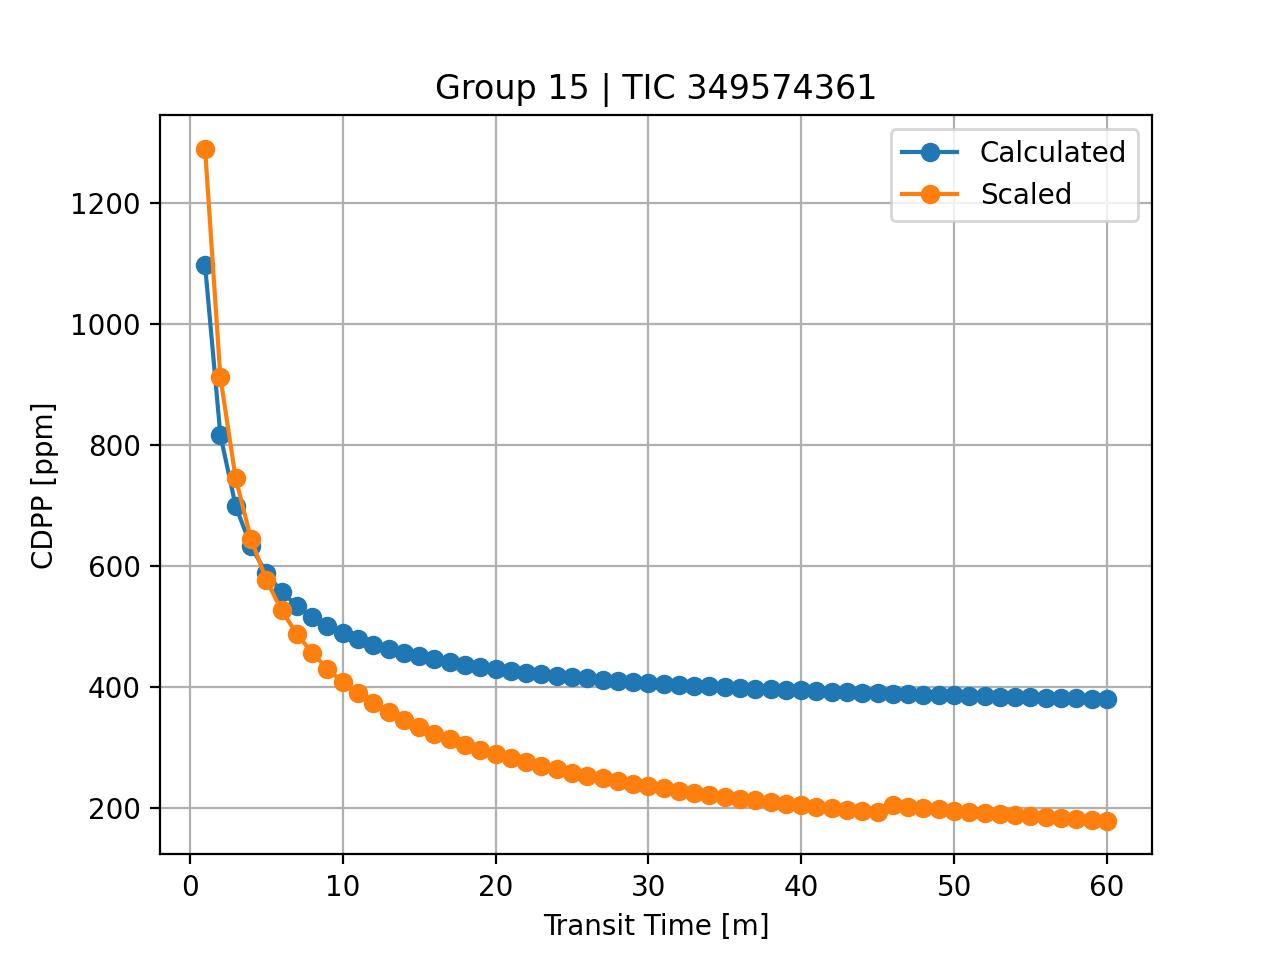 Group 15 | TIC 349574361
Calculated
Scaled
CDPP [ppm]
1200
1000
800
600
400
200
0 10 20 30 40 50 60
Transit Time [m]